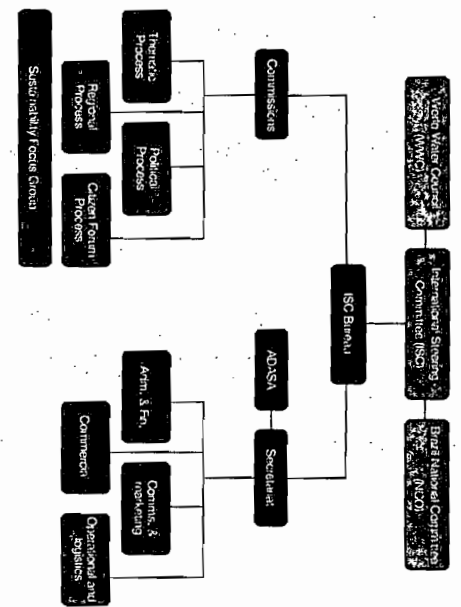 World Water Council
(WWC)
International Steering
Committee (ISC)
Brazil National Committee
ISC Bureau
Commissions
ADASA
Secretariat
Thematic
Process
Political
Process
Regional
Process
Citizen Forum
Process
Adm. & Fin.
Comms. &
marketing
Commercial
Operational and
logistics
Sustainability Focus Group